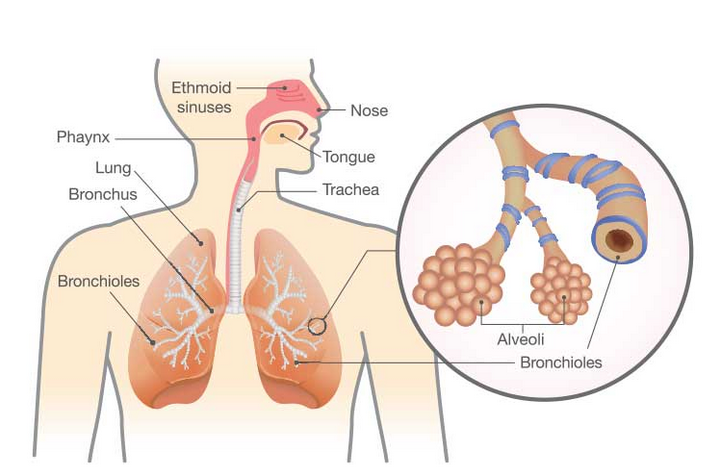 Ethmoid
sinuses
Nose
Phaynx
Tongue
Lung
Trachea
Bronchus
Bronchioles
Alveoli
Bronchioles